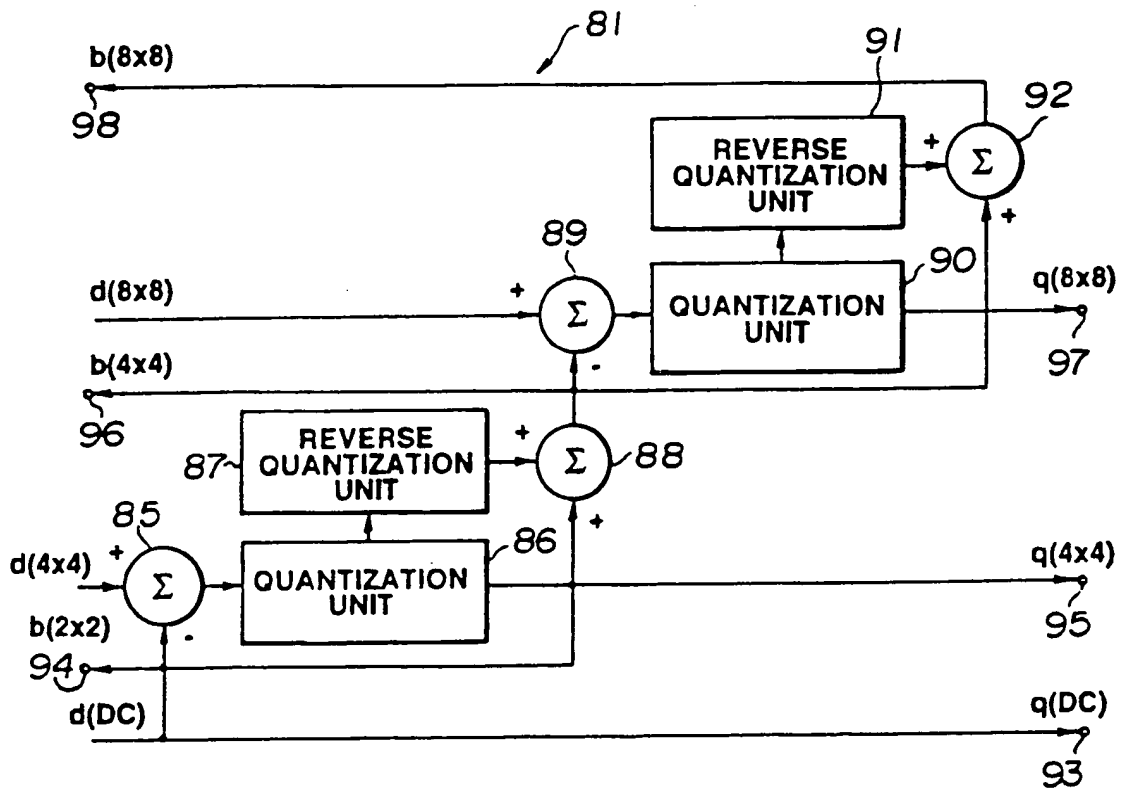 81
b(8x8)
91
98
92
REVERSE
QUANTIZATION
UNIT
+
Σ
+
89
90
d(8x8)
+
Σ
QUANTIZATION
UNIT
q(8x8)
97
b(4x4)
-
96
REVERSE
QUANTIZATION
UNIT
87
+
Σ
88
85
+
86
+
d(4x4)
Σ
QUANTIZATION
UNIT
q(4x4)
95
b(2x2)
-
94
d(DC)
q(DC)
93